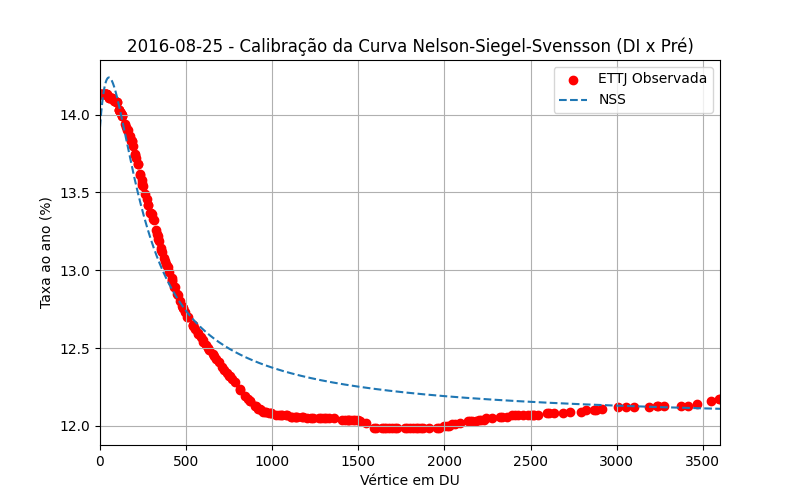 2016-08-25 - Calibração da Curva Nelson-Siegel-Svensson (DI x Pré)
ETTJ Observada
NSS
Taxa ao ano (%)
14.0
13.5
13.0
12.5
12.0
0 500 1000 1500 2000 2500 3000 3500
Vértice em DU